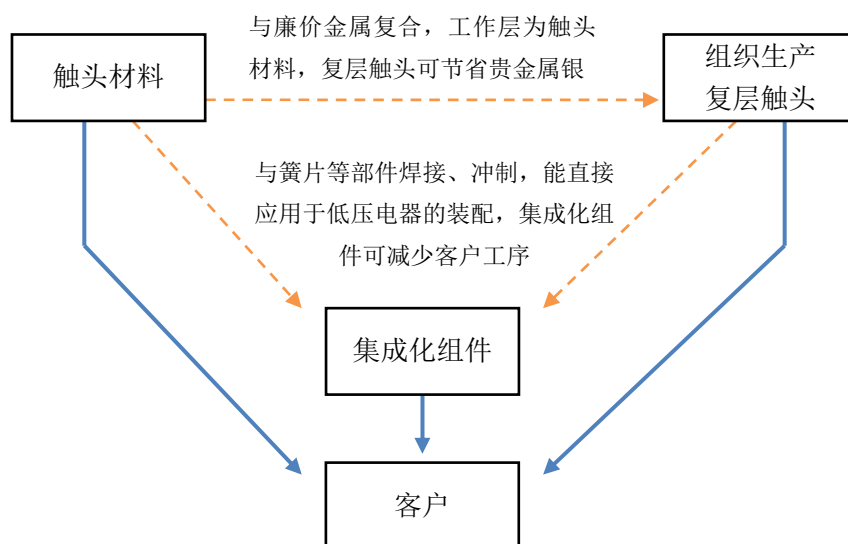 与廉价金属复合，工作层为触头
材料，复层触头可节省贵金属银
触头材料
组织生产
复层触头
与簧片等部件焊接、冲制，能直接
应用于低压电器的装配，集成化组
件可减少客户工序
集成化组件
客户